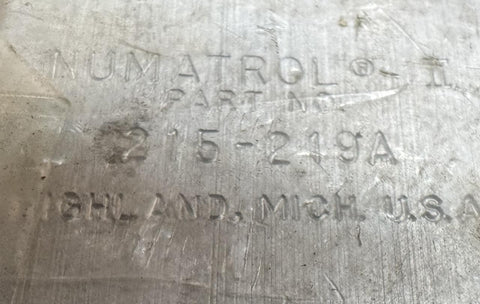 NUMATROL®-II
PART NO.
215-219A
IGHLAND, MICH. U.S.A